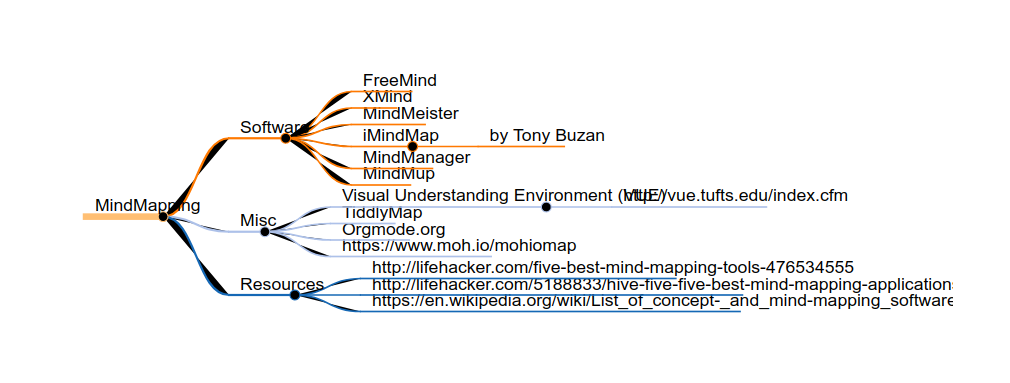 MindMapping
Software
FreeMind
XMind
MindMeister
iMindMap
by Tony Buzan
MindManager
MindMup
Misc
Visual Understanding Environment (VUE)
http://vue.tufts.edu/index.cfm
TiddlyMap
Orgmode.org
https://www.moh.io/mohiomap
Resources
http://lifehacker.com/five-best-mind-mapping-tools-476534555
http://lifehacker.com/5188833/hive-five-five-best-mind-mapping-applications
https://en.wikipedia.org/wiki/List_of_concept-_and_mind-mapping_software